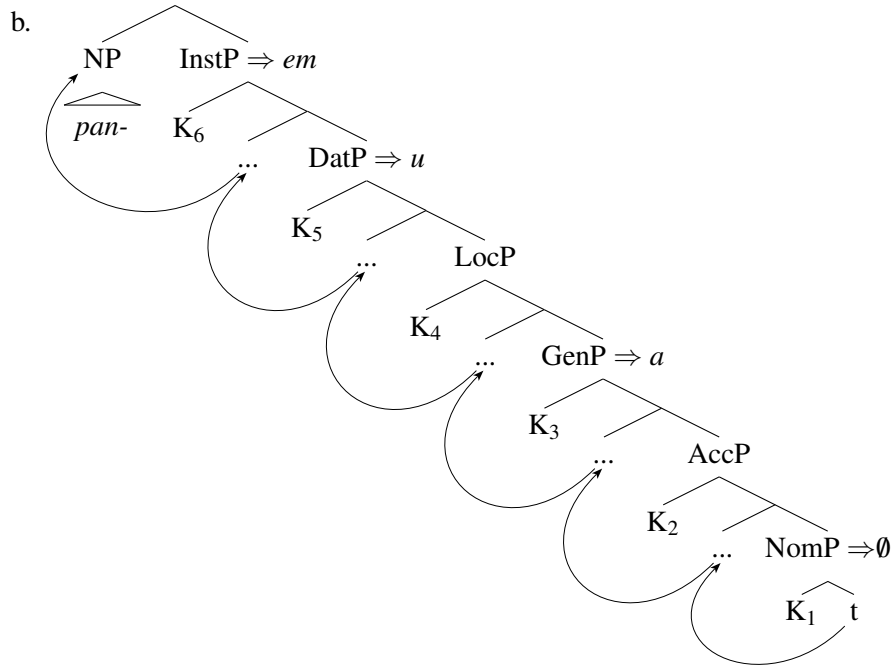 b.
NP InstP ⇒ em
pan- K₆
... DatP ⇒ u
K₅
... LocP
K₄
... GenP ⇒ a
K₃
... AccP
K₂
... NomP ⇒∅
K₁ t